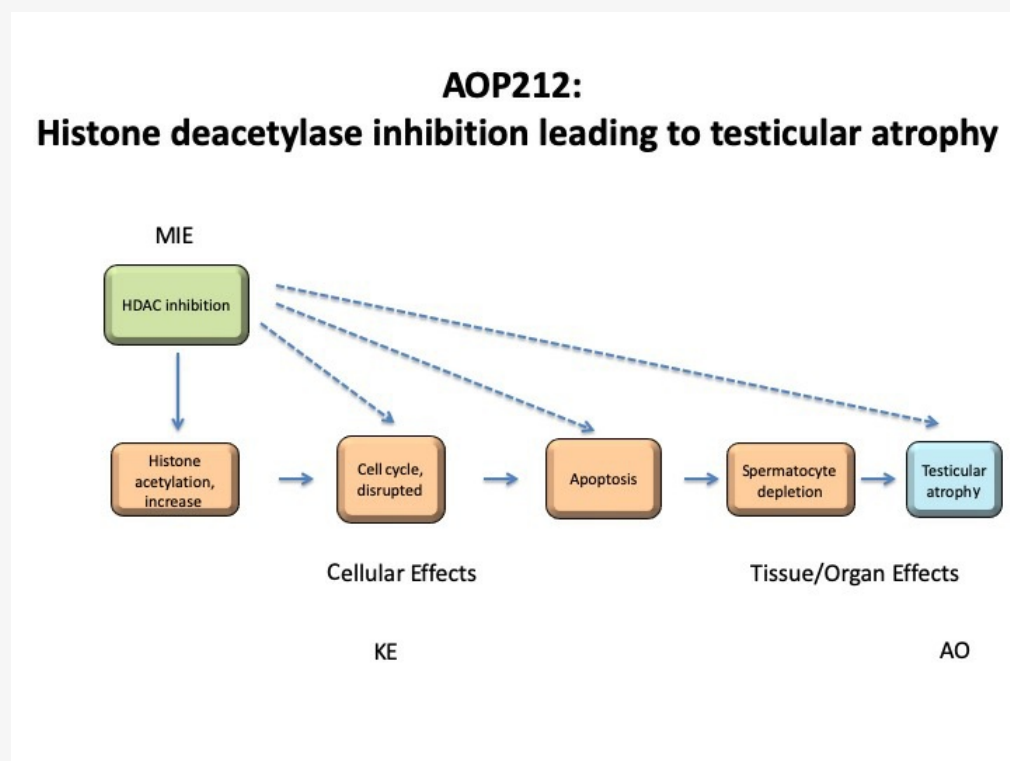 AOP212:
Histone deacetylase inhibition leading to testicular atrophy
MIE
HDAC inhibition
Histone
acetylation,
increase
Cell cycle,
disrupted
Apoptosis
Spermatocyte
depletion
Testicular
atrophy
Cellular Effects
Tissue/Organ Effects
KE
AO